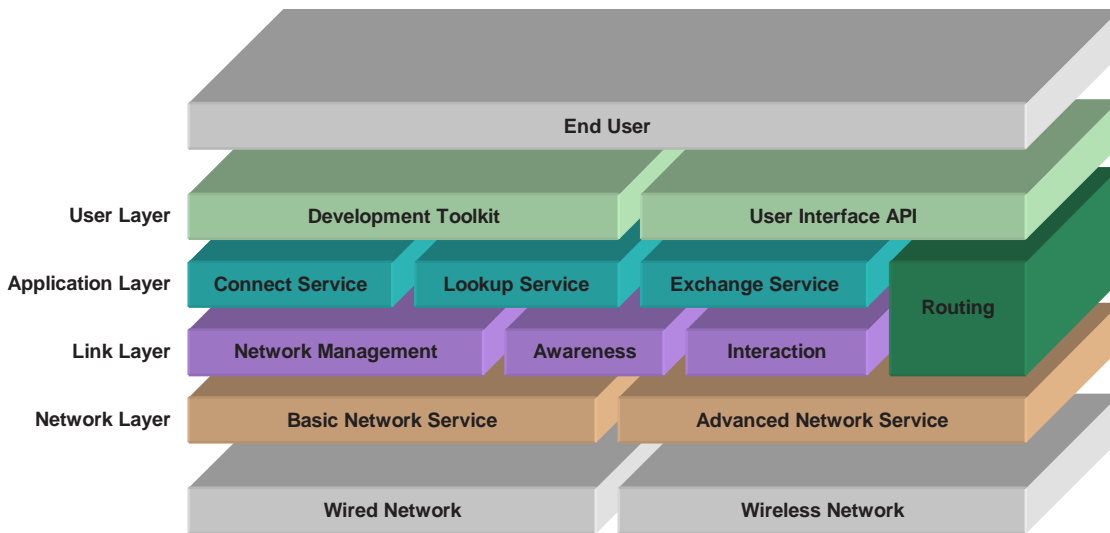 End User
User Layer
Development Toolkit
User Interface API
Application Layer
Connect Service
Lookup Service
Exchange Service
Routing
Link Layer
Network Management
Awareness
Interaction
Network Layer
Basic Network Service
Advanced Network Service
Wired Network
Wireless Network